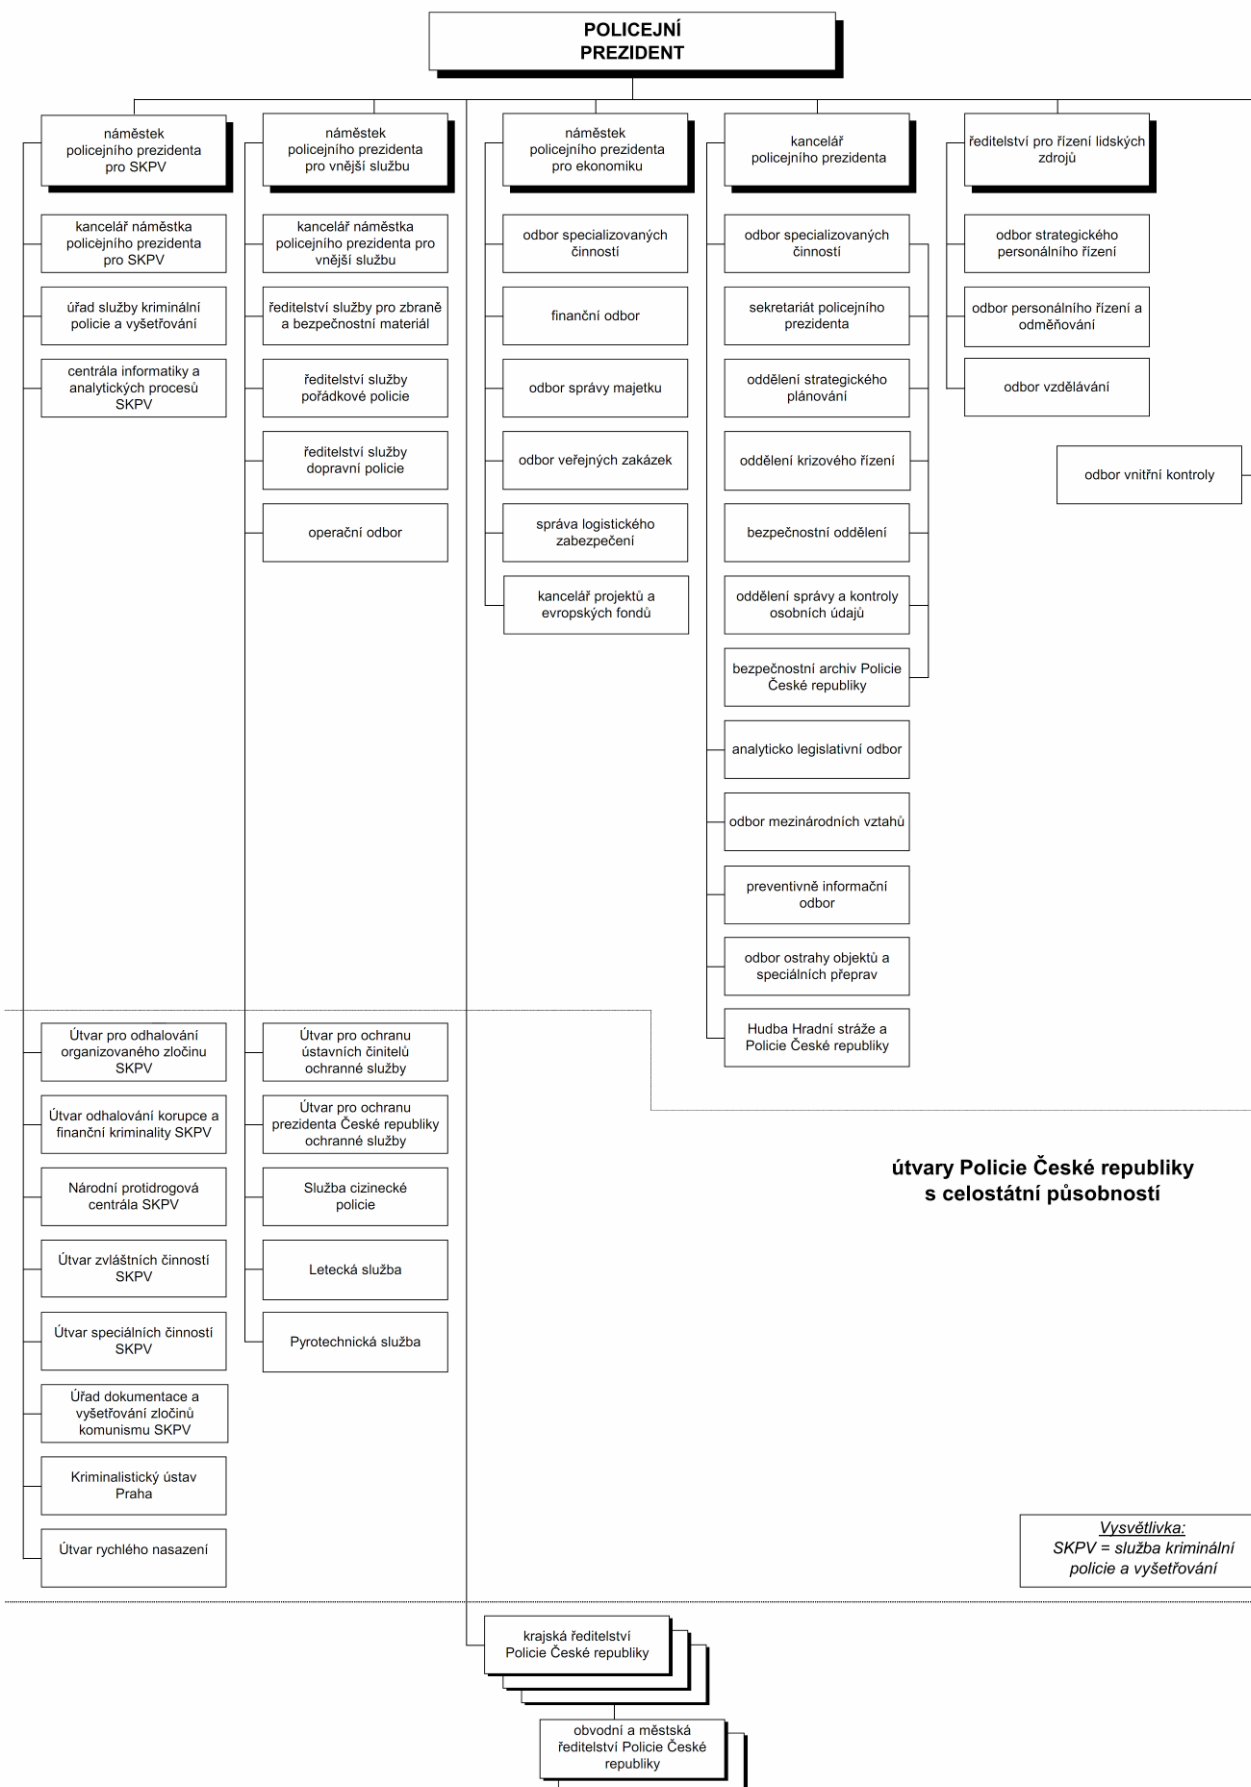 POLICEJNÍ
PREZIDENT
náměstek
policejního prezidenta
pro SKPV
kancelář náměstka
policejního prezidenta
pro SKPV
úřad služby kriminální
policie a vyšetřování
centrála informatiky a
analytických procesů
SKPV
náměstek
policejního prezidenta
pro vnější službu
kancelář náměstka
policejního prezidenta pro
vnější službu
ředitelství služby pro zbraně
a bezpečnostní materiál
ředitelství služby
pořádkové policie
ředitelství služby
dopravní policie
operační odbor
náměstek
policejního prezidenta
pro ekonomiku
odbor specializovaných
činností
finanční odbor
odbor správy majetku
odbor veřejných zakázek
správa logistického
zabezpečení
kancelář projektů a
evropských fondů
kancelář
policejního prezidenta
odbor specializovaných
činností
sekretariát policejního
prezidenta
oddělení strategického
plánování
oddělení krizového řízení
bezpečnostní oddělení
oddělení správy a kontroly
osobních údajů
bezpečnostní archiv Policie
České republiky
analyticko legislativní odbor
odbor mezinárodních vztahů
preventivně informační
odbor
odbor ostrahy objektů a
speciálních přeprav
Hudba Hradní stráže a
Policie České republiky
ředitelství pro řízení lidských
zdrojů
odbor strategického
personálního řízení
odbor personálního řízení a
odměňování
odbor vzdělávání
odbor vnitřní kontroly
Útvar pro odhalování
organizovaného zločinu
SKPV
Útvar odhalování korupce a
finanční kriminality SKPV
Národní protidrogová
centrála SKPV
Útvar zvláštních činností
SKPV
Útvar speciálních činností
SKPV
Úřad dokumentace a
vyšetřování zločinů
komunismu SKPV
Kriminalistický ústav
Praha
Útvar rychlého nasazení
Útvar pro ochranu
ústavních činitelů
ochranné služby
Útvar pro ochranu
prezidenta České republiky
ochranné služby
Služba cizinecké
policie
Letecká služba
Pyrotechnická služba
útvary Policie České republiky
s celostátní působností
Vysvětlivka:
SKPV = služba kriminální
policie a vyšetřování
krajská ředitelství
Policie České republiky
obvodní a městská
ředitelství Policie České
republiky